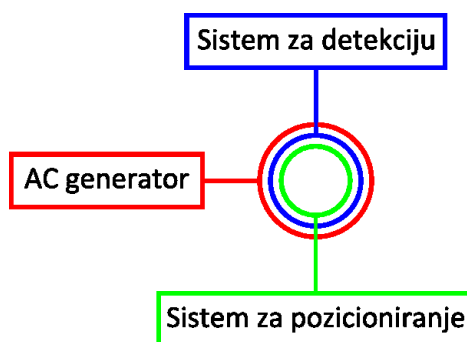 Sistem za detekciju
AC generator
Sistem za pozicioniranje